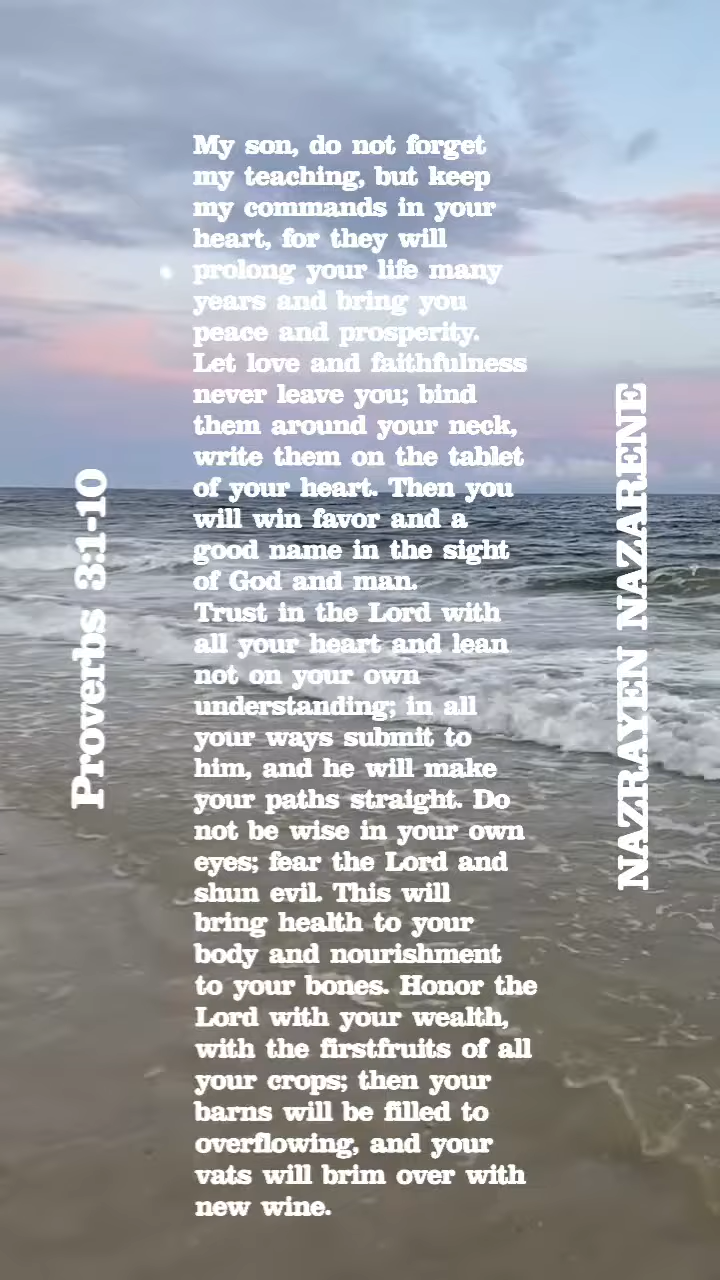 My son, do not forget
my teaching, but keep
my commands in your
heart, for they will
prolong your life many
years and bring you
peace and prosperity.
Let love and faithfulness
never leave you; bind
them around your neck,
write them on the tablet
of your heart. Then you
will win favor and a
good name in the sight
of God and man.
Trust in the Lord with
all your heart and lean
not on your own
understanding; in all
your ways submit to
him, and he will make
your paths straight. Do
not be wise in your own
eyes; fear the Lord and
shun evil. This will
bring health to your
body and nourishment
to your bones. Honor the
Lord with your wealth,
with the firstfruits of all
your crops; then your
barns will be filled to
overflowing, and your
vats will brim over with
new wine.
Proverbs 3:1-10
NAZRAYEN NAZARENE